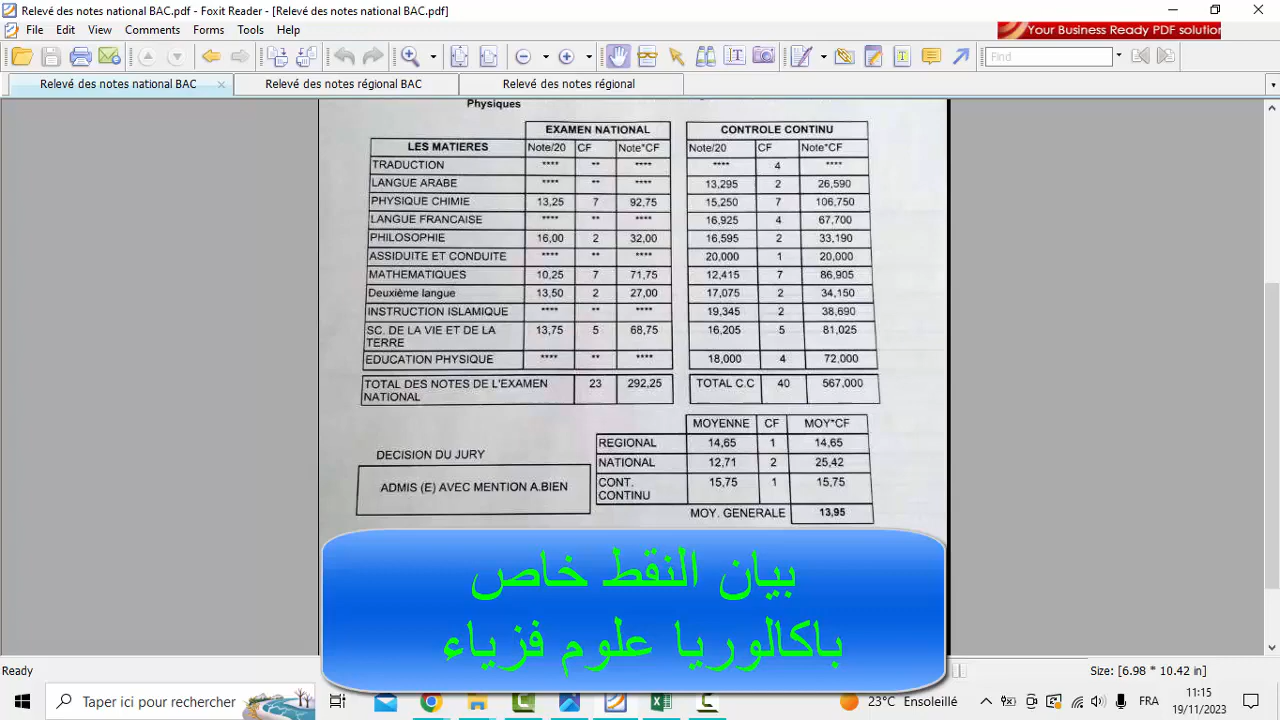 Relevé des notes national BAC.pdf - Foxit Reader - [Relevé des notes national BAC.pdf]
File Edit View Comments Forms Tools Help
Your Business Ready PDF solution
Find
Relevé des notes national BAC × Relevé des notes régional BAC Relevé des notes régional
Physiques
EXAMEN NATIONAL CONTROLE CONTINU
LES MATIERES Note/20 CF Note*CF Note/20 CF Note*CF
TRADUCTION **** ** **** **** 4 ****
LANGUE ARABE **** ** **** 13,295 2 26,590
PHYSIQUE CHIMIE 13,25 7 92,75 15,250 7 106,750
LANGUE FRANCAISE **** ** **** 16,925 4 67,700
PHILOSOPHIE 16,00 2 32,00 16,595 2 33,190
ASSIDUITE ET CONDUITE **** ** **** 20,000 1 20,000
MATHEMATIQUES 10,25 7 71,75 12,415 7 86,905
Deuxième langue 13,50 2 27,00 17,075 2 34,150
INSTRUCTION ISLAMIQUE **** ** **** 19,345 2 38,690
SC. DE LA VIE ET DE LA 13,75 5 68,75 16,205 5 81,025
TERRE
EDUCATION PHYSIQUE **** ** **** 18,000 4 72,000
TOTAL DES NOTES DE L'EXAMEN 23 292,25 TOTAL C.C 40 567,000
NATIONAL
MOYENNE CF MOY*CF
REGIONAL 14,65 1 14,65
NATIONAL 12,71 2 25,42
CONT. 15,75 1 15,75
CONTINU
MOY. GENERALE 13,95
DECISION DU JURY
ADMIS (E) AVEC MENTION A.BIEN
بيان النقط خاص
باكالوريا علوم فزياء
Ready Size: [6.98 * 10.42 in]
Taper ici pour rechercher 23°C Ensoleillé FRA 11:15
19/11/2023